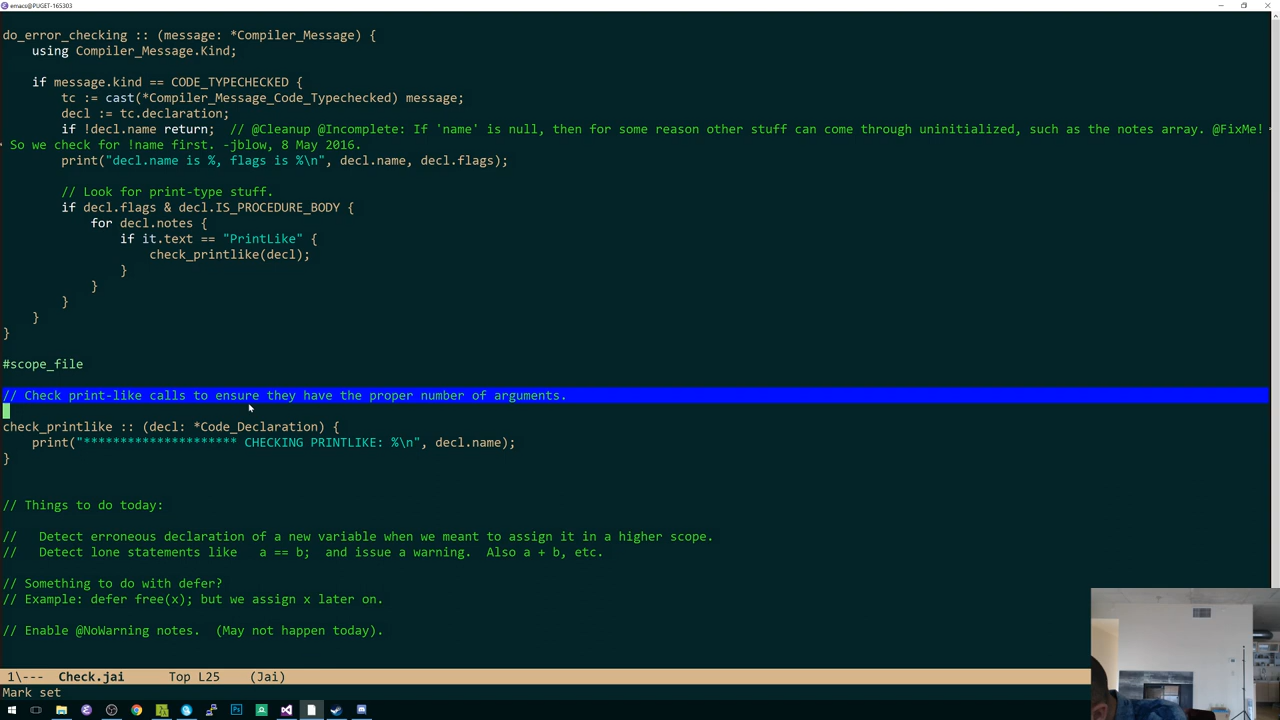 emacs@PUGET-165303
do_error_checking :: (message: *Compiler_Message) {
using Compiler_Message.Kind;
if message.kind == CODE_TYPECHECKED {
tc := cast(*Compiler_Message_Code_Typechecked) message;
decl := tc.declaration;
if !decl.name return;  // @Cleanup @Incomplete: If 'name' is null, then for some reason other stuff can come through uninitialized, such as the notes array. @FixMe!
So we check for !name first. -jblow, 8 May 2016.
print("decl.name is %, flags is %\n", decl.name, decl.flags);
// Look for print-type stuff.
if decl.flags & decl.IS_PROCEDURE_BODY {
for decl.notes {
if it.text == "PrintLike" {
check_printlike(decl);
}
}
}
}
}
#scope_file
// Check print-like calls to ensure they have the proper number of arguments.
check_printlike :: (decl: *Code_Declaration) {
print("********************* CHECKING PRINTLIKE: %\n", decl.name);
}
// Things to do today:
//   Detect erroneous declaration of a new variable when we meant to assign it in a higher scope.
//   Detect lone statements like   a == b;  and issue a warning.  Also a + b, etc.
// Something to do with defer?
// Example: defer free(x); but we assign x later on.
// Enable @NoWarning notes.  (May not happen today).
1\---  Check.jai      Top L25    (Jai)
Mark set